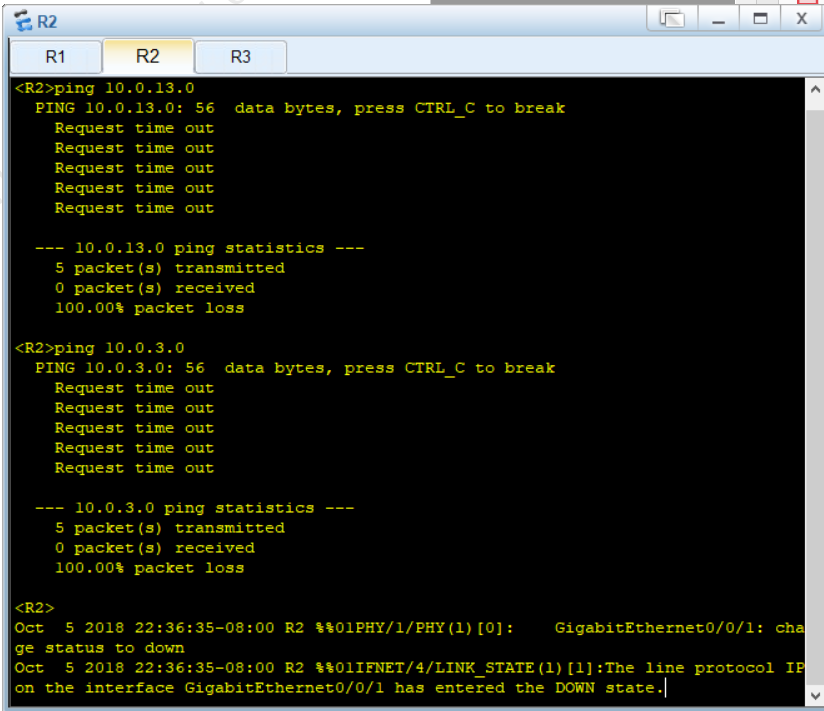 R2
X
R1
R2
R3
<R2>ping 10.0.13.0
PING 10.0.13.0: 56 data bytes, press CTRL_C to break
Request time out
Request time out
Request time out
Request time out
Request time out
--- 10.0.13.0 ping statistics ---
5 packet(s) transmitted
0 packet(s) received
100.00% packet loss
<R2>ping 10.0.3.0
PING 10.0.3.0: 56 data bytes, press CTRL_C to break
Request time out
Request time out
Request time out
Request time out
Request time out
--- 10.0.3.0 ping statistics ---
5 packet(s) transmitted
0 packet(s) received
100.00% packet loss
<R2>
Oct 5 2018 22:36:35-08:00 R2 %%01PHY/1/PHY(l)[0]: GigabitEthernet0/0/1: cha
ge status to down
Oct 5 2018 22:36:35-08:00 R2 %%01IFNET/4/LINK_STATE(l)[1]:The line protocol IP
on the interface GigabitEthernet0/0/1 has entered the DOWN state.